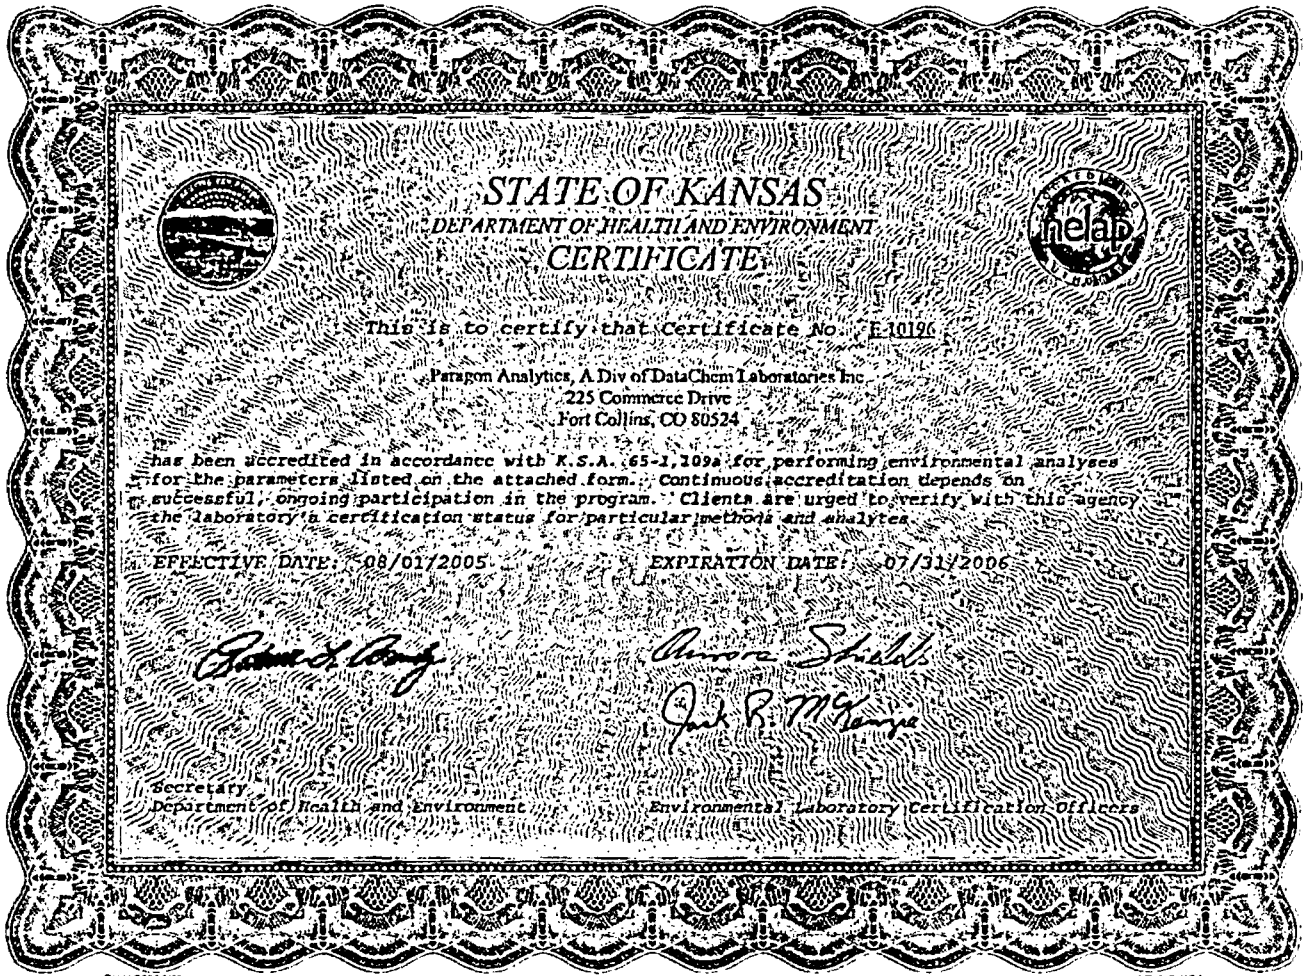 STATE OF KANSAS
DEPARTMENT OF HEALTH AND ENVIRONMENT
CERTIFICATE
nelap
This is to certify that Certificate No. E-10196
Paragon Analytics, A Div of DataChem Laboratories Inc
225 Commerce Drive
Fort Collins, CO 80524
has been accredited in accordance with K.S.A. 65-1,109a for performing environmental analyses
for the parameters listed on the attached form. Continuous accreditation depends on
successful, ongoing participation in the program. Clients are urged to verify with this agency
the laboratory's certification status for particular methods and analytes
EFFECTIVE DATE: 08/01/2005 EXPIRATION DATE: 07/31/2006
Aurora Shields
Jack R. McKenzie
Secretary
Department of Health and Environment
Environmental Laboratory Certification Officers